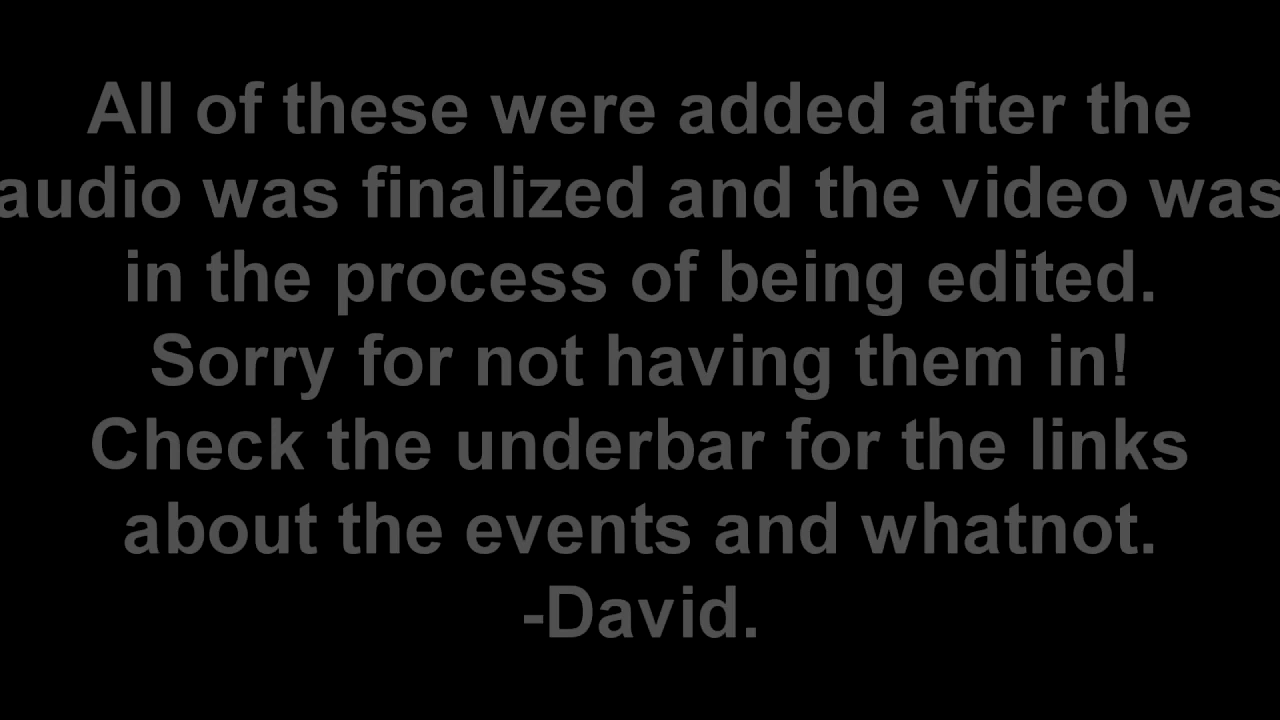 All of these were added after the
audio was finalized and the video was
in the process of being edited.
Sorry for not having them in!
Check the underbar for the links
about the events and whatnot.
-David.